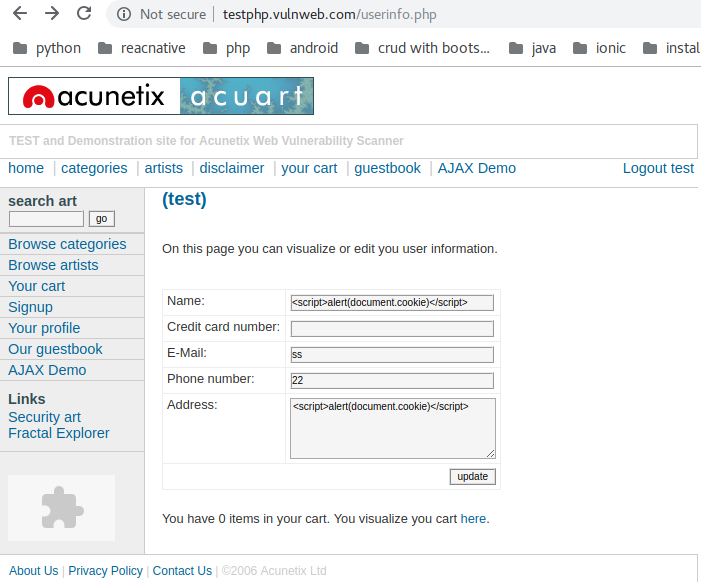 Not secure | testphp.vulnweb.com/userinfo.php
python reacnative php android crud with boots... java ionic instal
acunetix acuart
TEST and Demonstration site for Acunetix Web Vulnerability Scanner
home | categories | artists | disclaimer | your cart | guestbook | AJAX Demo Logout test
search art
go
Browse categories
Browse artists
Your cart
Signup
Your profile
Our guestbook
AJAX Demo
Links
Security art
Fractal Explorer
(test)
On this page you can visualize or edit you user information.
Name: <script>alert(document.cookie)</script>
Credit card number:
E-Mail: ss
Phone number: 22
Address: <script>alert(document.cookie)</script>
update
You have 0 items in your cart. You visualize you cart here.
About Us | Privacy Policy | Contact Us | ©2006 Acunetix Ltd